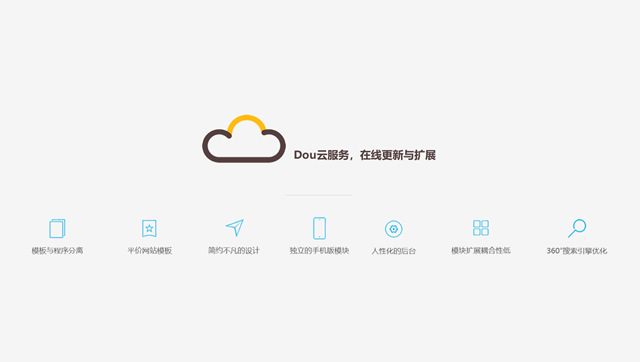 Dou云服务，在线更新与扩展
模板与程序分离
平价网站模板
简约不凡的设计
独立的手机版模块
人性化的后台
模块扩展耦合性低
360°搜索引擎优化